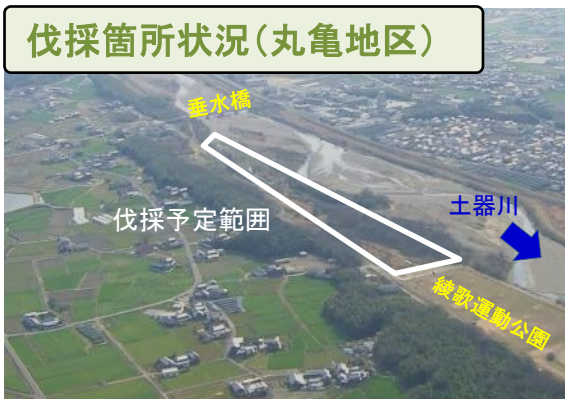 伐採箇所状況(丸亀地区)
垂水橋
土器川
伐採予定範囲
綾歌運動公園